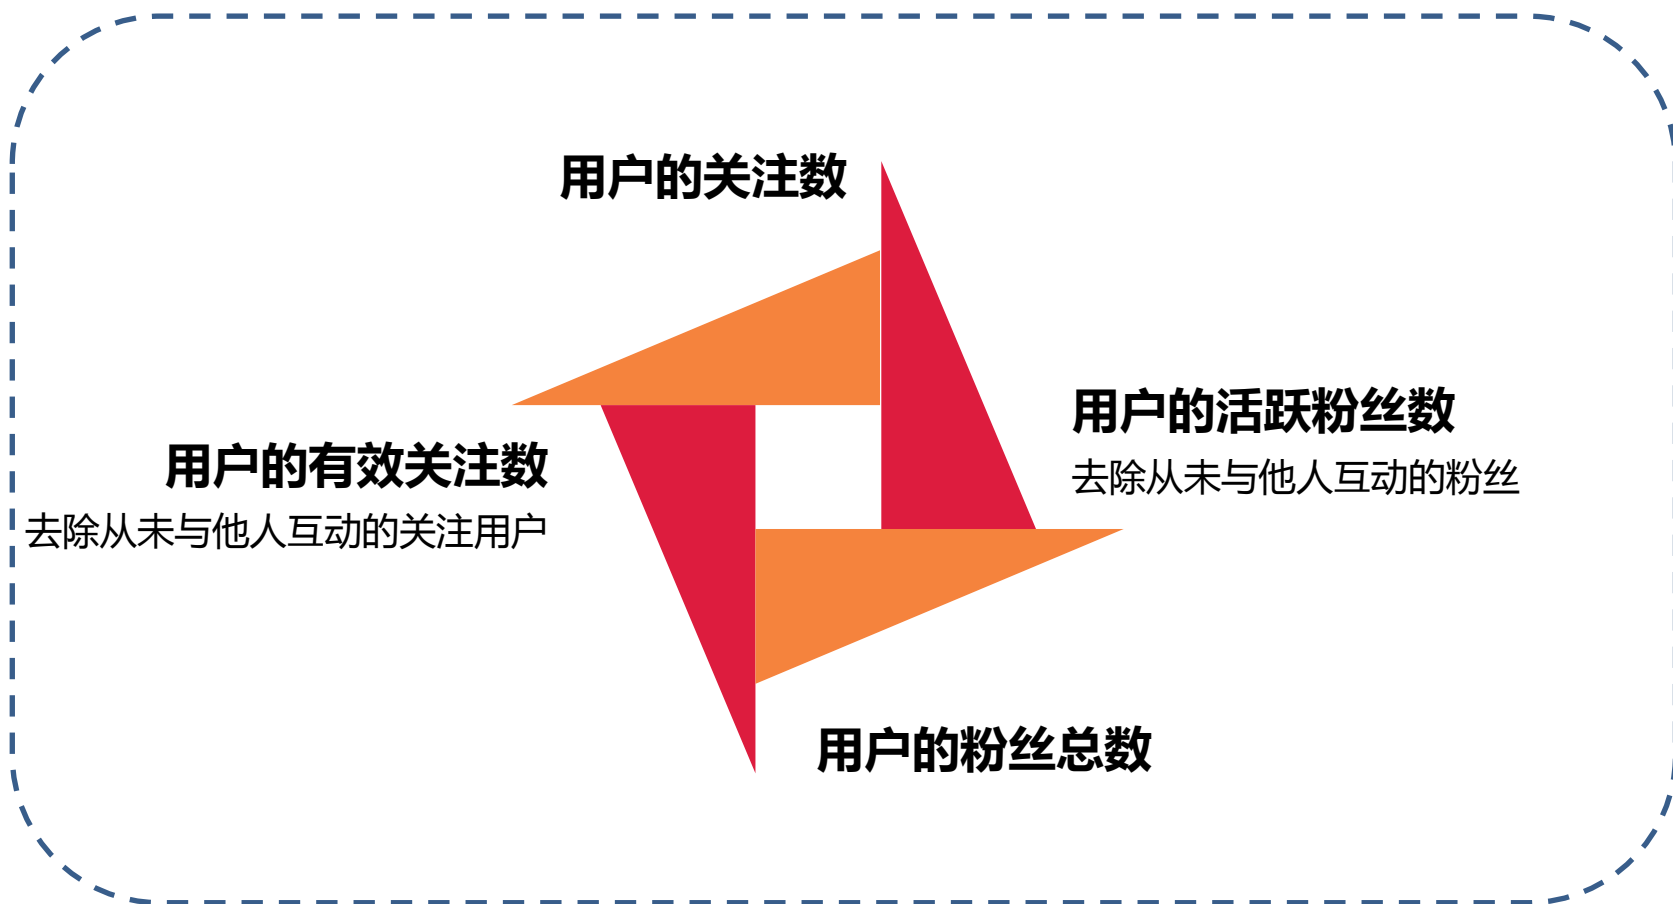 用户的关注数
用户的活跃粉丝数
去除从未与他人互动的粉丝
用户的有效关注数
去除从未与他人互动的关注用户
用户的粉丝总数